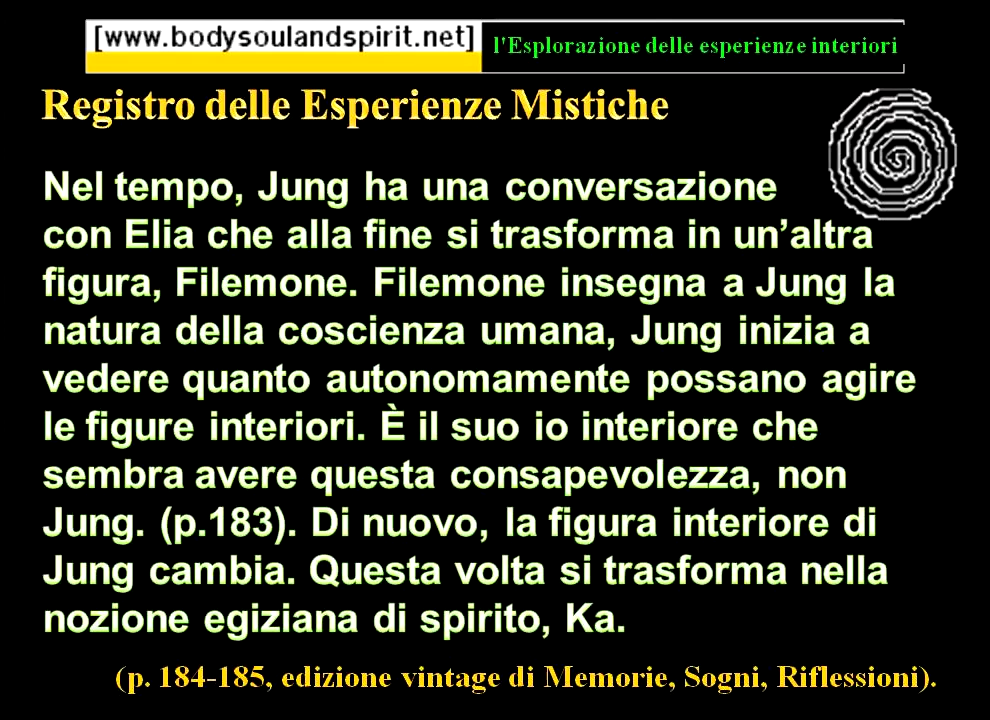 [www.bodysoulandspirit.net] l'Esplorazione delle esperienze interiori
Registro delle Esperienze Mistiche
Nel tempo, Jung ha una conversazione
con Elia che alla fine si trasforma in un’altra
figura, Filemone. Filemone insegna a Jung la
natura della coscienza umana, Jung inizia a
vedere quanto autonomamente possano agire
le figure interiori. È il suo io interiore che
sembra avere questa consapevolezza, non
Jung. (p.183). Di nuovo, la figura interiore di
Jung cambia. Questa volta si trasforma nella
nozione egiziana di spirito, Ka.
(p. 184-185, edizione vintage di Memorie, Sogni, Riflessioni).